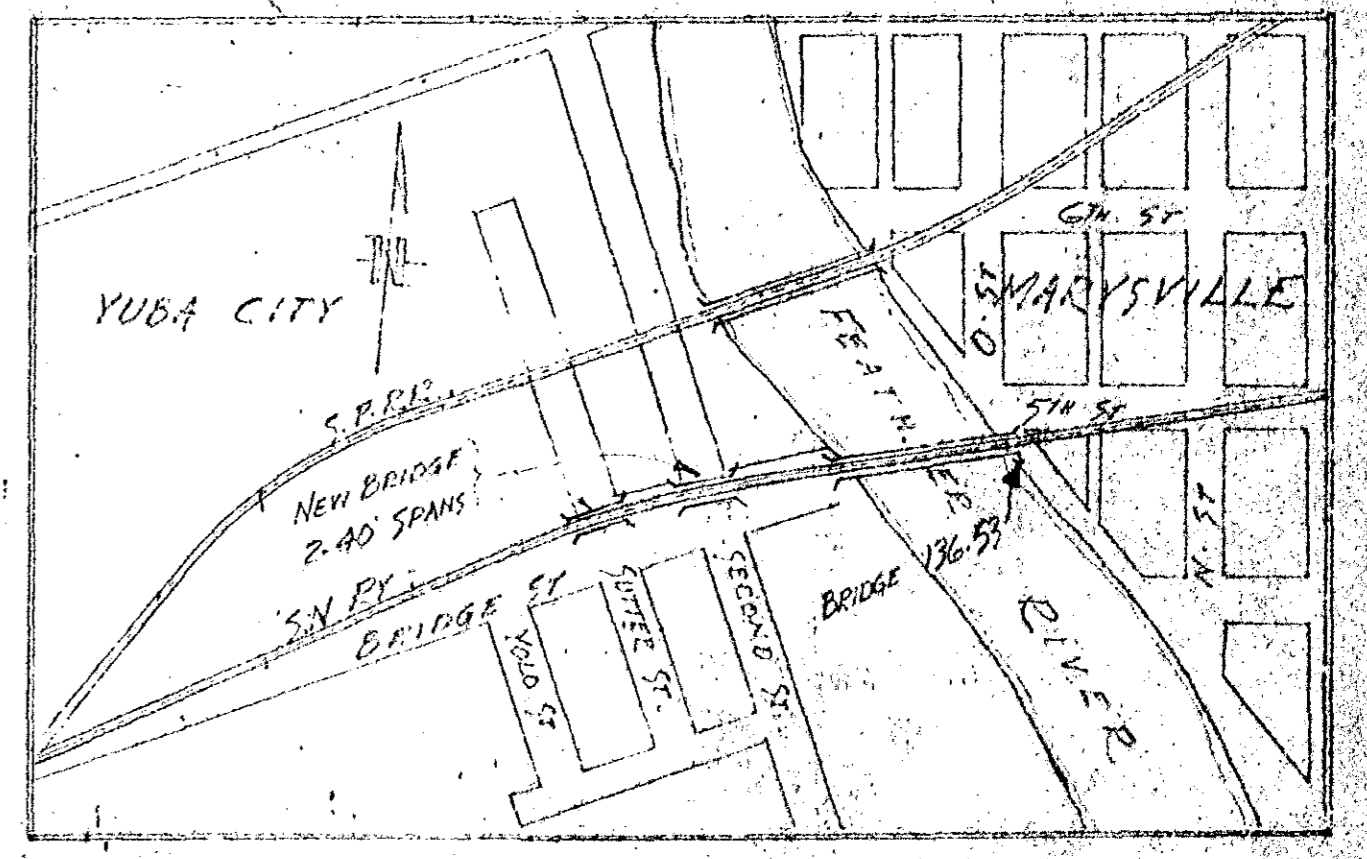 6TH ST
YUBA CITY
O. ST
MARYSVILLE
FEATHER
RIVER
S.P.R.R.
5TH ST
NEW BRIDGE
2-40' SPANS
N. ST
BRIDGE 136.53
S.N RY.
BRIDGE ST
YOLO ST
SUTTER ST.
SECOND ST.
A
N